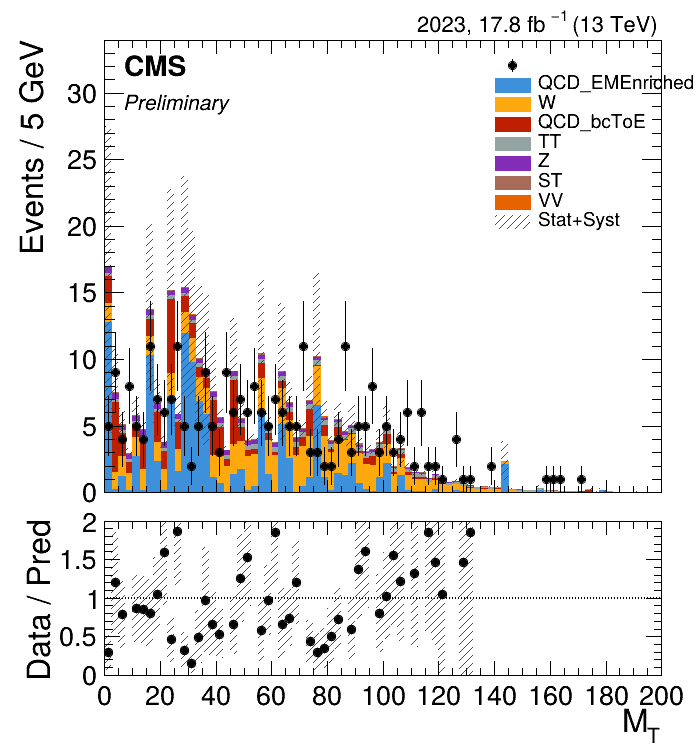 2023, 17.8 fb⁻¹ (13 TeV)
CMS
Preliminary
QCD_EMEnriched
W
QCD_bcToE
TT
Z
ST
VV
Stat+Syst
Events / 5 GeV
30
25
20
15
10
5
0
Data / Pred
2
1.5
1
0.5
0
0 20 40 60 80 100 120 140 160 180 200
M_T